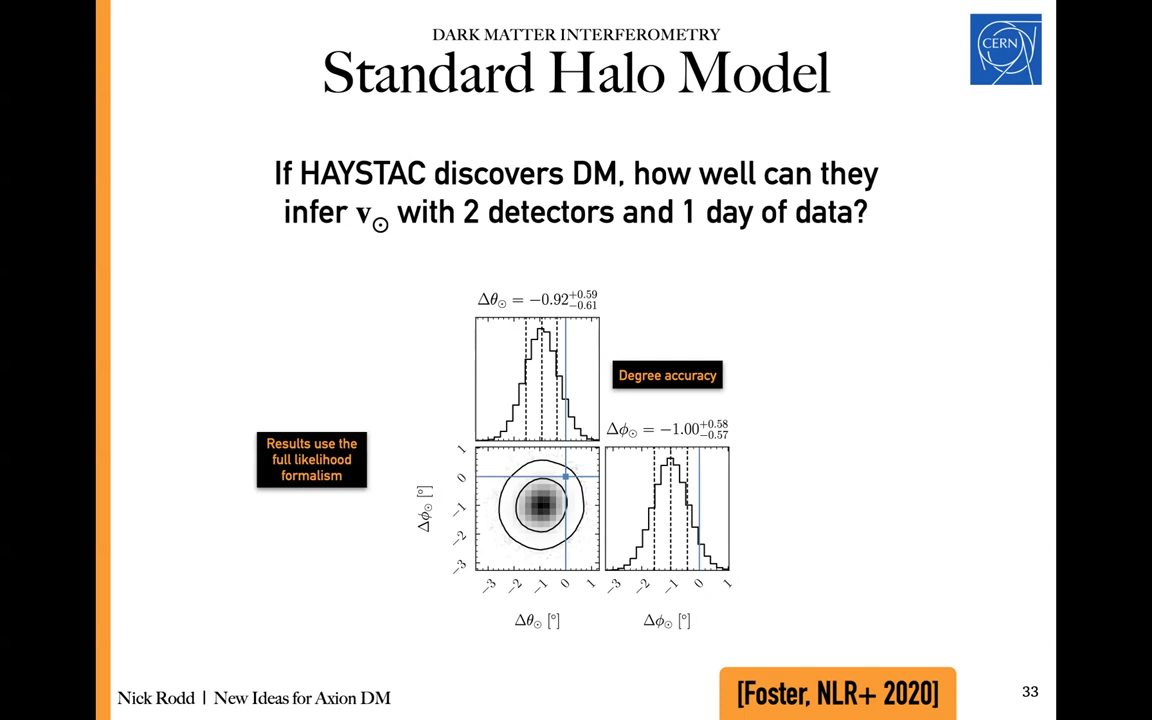 DARK MATTER INTERFEROMETRY
Standard Halo Model
CERN
If HAYSTAC discovers DM, how well can they
infer v⊙ with 2 detectors and 1 day of data?
Δθ⊙ = −0.92+0.59−0.61
Degree accuracy
Δϕ⊙ = −1.00+0.58−0.57
Results use the
full likelihood
formalism
Δϕ⊙ [°]
1
0
−1
−2
−3
−3 −2 −1 0 1
−3 −2 −1 0 1
Δθ⊙ [°]
Δϕ⊙ [°]
Nick Rodd | New Ideas for Axion DM
[Foster, NLR+ 2020]
33